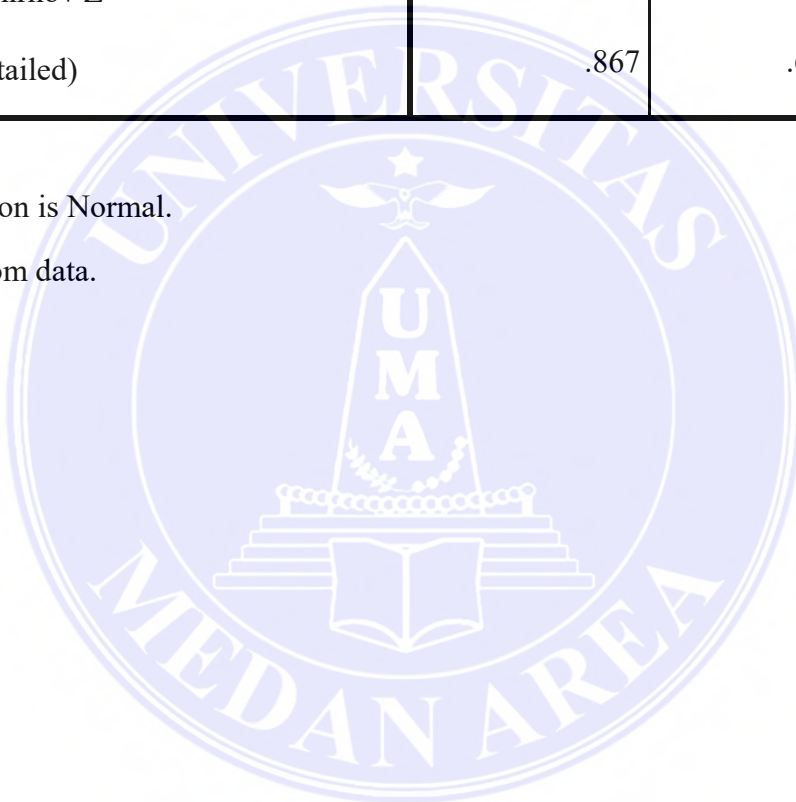 tailed) .867
on is Normal.
om data.
UNIVERSITAS
U
M
A
MEDAN AREA